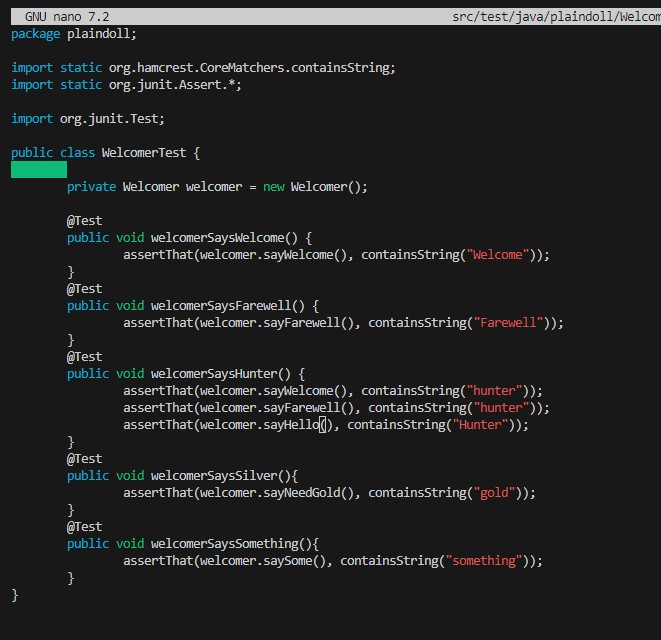 GNU nano 7.2 src/test/java/plaindoll/Welcom
package plaindoll;
import static org.hamcrest.CoreMatchers.containsString;
import static org.junit.Assert.*;
import org.junit.Test;
public class WelcomerTest {
private Welcomer welcomer = new Welcomer();
@Test
public void welcomerSaysWelcome() {
assertThat(welcomer.sayWelcome(), containsString("Welcome"));
}
@Test
public void welcomerSaysFarewell() {
assertThat(welcomer.sayFarewell(), containsString("Farewell"));
}
@Test
public void welcomerSaysHunter() {
assertThat(welcomer.sayWelcome(), containsString("hunter"));
assertThat(welcomer.sayFarewell(), containsString("hunter"));
assertThat(welcomer.sayHello(), containsString("Hunter"));
}
@Test
public void welcomerSaysSilver(){
assertThat(welcomer.sayNeedGold(), containsString("gold"));
}
@Test
public void welcomerSaysSomething(){
assertThat(welcomer.saySome(), containsString("something"));
}
}